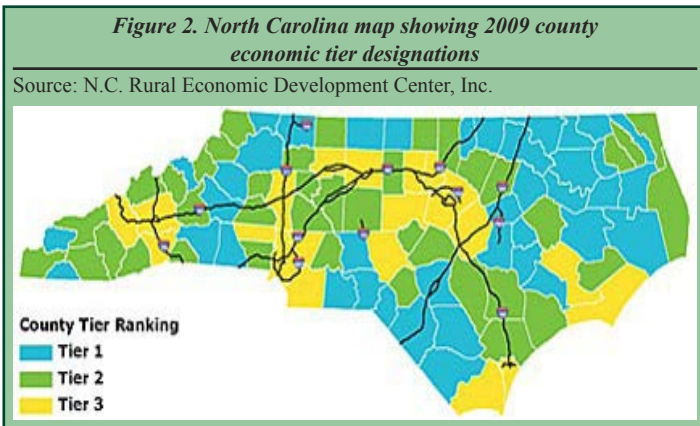 Figure 2. North Carolina map showing 2009 county
economic tier designations
Source: N.C. Rural Economic Development Center, Inc.
County Tier Ranking
Tier 1
Tier 2
Tier 3